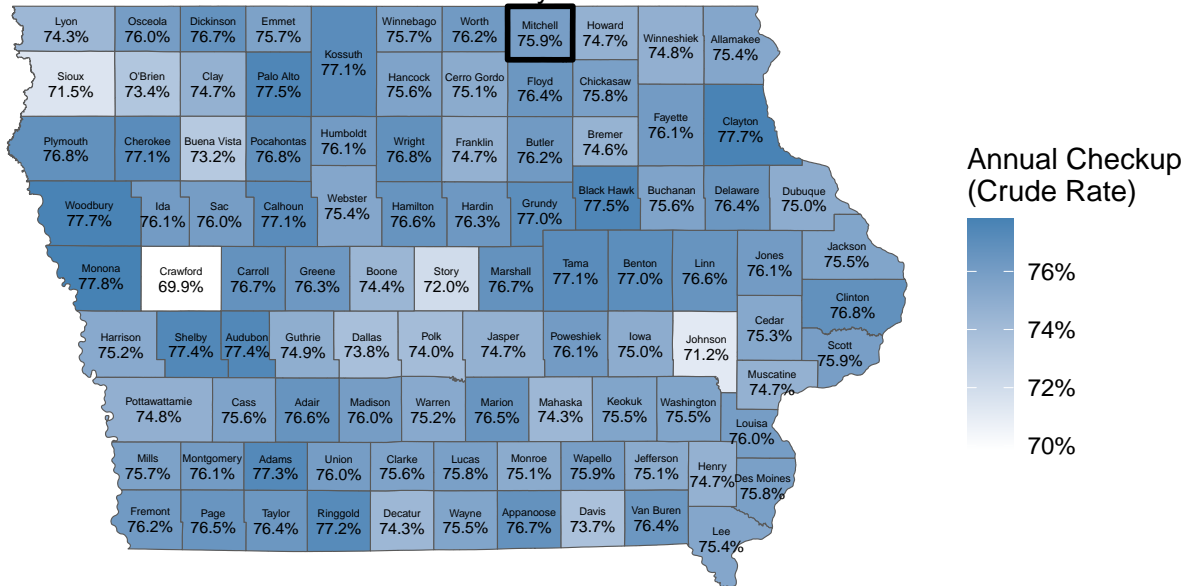 Lyon
74.3%
Osceola
76.0%
Dickinson
76.7%
Emmet
75.7%
Kossuth
77.1%
Winnebago
75.7%
Worth
76.2%
Mitchell
75.9%
Howard
74.7%
Winneshiek
74.8%
Allamakee
75.4%
Sioux
71.5%
O'Brien
73.4%
Clay
74.7%
Palo Alto
77.5%
Hancock
75.6%
Cerro Gordo
75.1%
Floyd
76.4%
Chickasaw
75.8%
Fayette
76.1%
Clayton
77.7%
Plymouth
76.8%
Cherokee
77.1%
Buena Vista
73.2%
Pocahontas
76.8%
Humboldt
76.1%
Wright
76.8%
Franklin
74.7%
Butler
76.2%
Bremer
74.6%
Woodbury
77.7%
Ida
76.1%
Sac
76.0%
Calhoun
77.1%
Webster
75.4%
Hamilton
76.6%
Hardin
76.3%
Grundy
77.0%
Black Hawk
77.5%
Buchanan
75.6%
Delaware
76.4%
Dubuque
75.0%
Monona
77.8%
Crawford
69.9%
Carroll
76.7%
Greene
76.3%
Boone
74.4%
Story
72.0%
Marshall
76.7%
Tama
77.1%
Benton
77.0%
Linn
76.6%
Jones
76.1%
Jackson
75.5%
Clinton
76.8%
Harrison
75.2%
Shelby
77.4%
Audubon
77.4%
Guthrie
74.9%
Dallas
73.8%
Polk
74.0%
Jasper
74.7%
Poweshiek
76.1%
Iowa
75.0%
Johnson
71.2%
Cedar
75.3%
Scott
75.9%
Muscatine
74.7%
Pottawattamie
74.8%
Cass
75.6%
Adair
76.6%
Madison
76.0%
Warren
75.2%
Marion
76.5%
Mahaska
74.3%
Keokuk
75.5%
Washington
75.5%
Louisa
76.0%
Mills
75.7%
Montgomery
76.1%
Adams
77.3%
Union
76.0%
Clarke
75.6%
Lucas
75.8%
Monroe
75.1%
Wapello
75.9%
Jefferson
75.1%
Henry
74.7%
Des Moines
75.8%
Fremont
76.2%
Page
76.5%
Taylor
76.4%
Ringgold
77.2%
Decatur
74.3%
Wayne
75.5%
Appanoose
76.7%
Davis
73.7%
Van Buren
76.4%
Lee
75.4%
Annual Checkup
(Crude Rate)
76%
74%
72%
70%